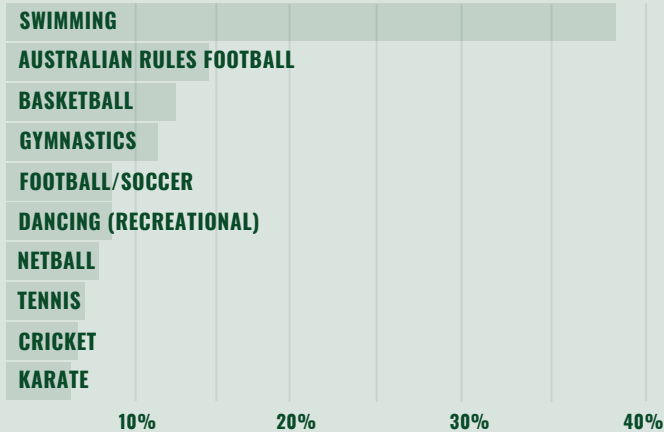 SWIMMING
AUSTRALIAN RULES FOOTBALL
BASKETBALL
GYMNASTICS
FOOTBALL/SOCCER
DANCING (RECREATIONAL)
NETBALL
TENNIS
CRICKET
KARATE
10% 20% 30% 40%